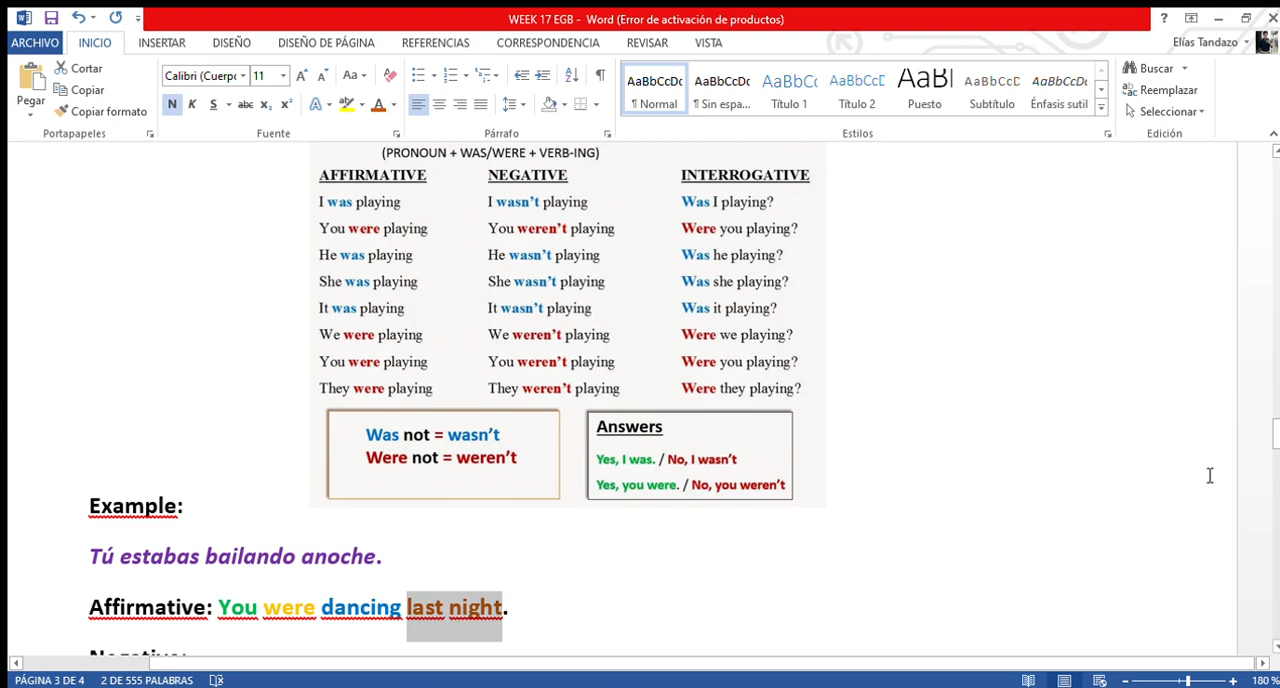 WEEK 17 EGB - Word (Error de activación de productos)
ARCHIVO INICIO INSERTAR DISEÑO DISEÑO DE PÁGINA REFERENCIAS CORRESPONDENCIA REVISAR VISTA Elías Tandazo
Pegar
Cortar
Copiar
Copiar formato
Portapapeles
Calibri (Cuerpo 11
Aa
N K S abc x₂ x² A A
Fuente
Párrafo
AaBbCcDc AaBbCcDc AaBbCc AaBbCcD AaBl AaBbCcD AaBbCcDc
¶ Normal ¶ Sin espa... Título 1 Título 2 Puesto Subtítulo Énfasis sutil
Estilos
Buscar
Reemplazar
Seleccionar
Edición
(PRONOUN + WAS/WERE + VERB-ING)
AFFIRMATIVE NEGATIVE INTERROGATIVE
I was playing I wasn't playing Was I playing?
You were playing You weren't playing Were you playing?
He was playing He wasn't playing Was he playing?
She was playing She wasn't playing Was she playing?
It was playing It wasn't playing Was it playing?
We were playing We weren't playing Were we playing?
You were playing You weren't playing Were you playing?
They were playing They weren't playing Were they playing?
Was not = wasn't
Were not = weren't
Answers
Yes, I was. / No, I wasn't
Yes, you were. / No, you weren't
Example:
Tú estabas bailando anoche.
Affirmative: You were dancing last night.
Negative:
PÁGINA 3 DE 4 2 DE 555 PALABRAS 180 %